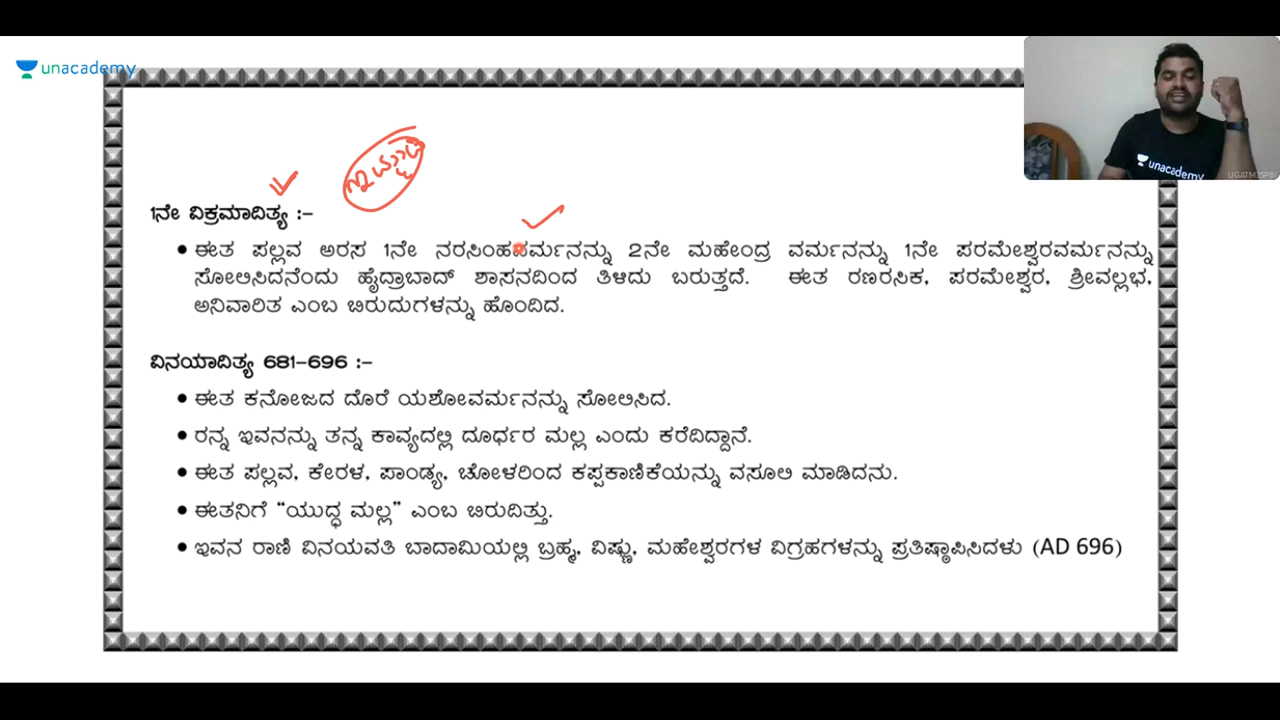 unacademy
unacademy
UGATM3SP8I
1ನೇ ವಿಕ್ರಮಾದಿತ್ಯ :–
• ಈತ ಪಲ್ಲವ ಅರಸ 1ನೇ ನರಸಿಂಹವರ್ಮನನ್ನು 2ನೇ ಮಹೇಂದ್ರ ವರ್ಮನನ್ನು 1ನೇ ಪರಮೇಶ್ವರವರ್ಮನನ್ನು
ಸೋಲಿಸಿದನೆಂದು ಹೈದ್ರಾಬಾದ್ ಶಾಸನದಿಂದ ತಿಳಿದು ಬರುತ್ತದೆ. ಈತ ರಣರಸಿಕ, ಪರಮೇಶ್ವರ, ಶ್ರೀವಲ್ಲಭ,
ಅನಿವಾರಿತ ಎಂಬ ಬಿರುದುಗಳನ್ನು ಹೊಂದಿದ.
ವಿನಯಾದಿತ್ಯ 681–696 :–
• ಈತ ಕನೋಜದ ದೊರೆ ಯಶೋವರ್ಮನನ್ನು ಸೋಲಿಸಿದ.
• ರನ್ನ ಇವನನ್ನು ತನ್ನ ಕಾವ್ಯದಲ್ಲಿ ದೂರ್ಧರ ಮಲ್ಲ ಎಂದು ಕರೆದಿದ್ದಾನೆ.
• ಈತ ಪಲ್ಲವ, ಕೇರಳ, ಪಾಂಡ್ಯ, ಚೋಳರಿಂದ ಕಪ್ಪಕಾಣಿಕೆಯನ್ನು ವಸೂಲಿ ಮಾಡಿದನು.
• ಈತನಿಗೆ “ಯುದ್ಧ ಮಲ್ಲ” ಎಂಬ ಬಿರುದಿತ್ತು.
• ಇವನ ರಾಣಿ ವಿನಯವತಿ ಬಾದಾಮಿಯಲ್ಲಿ ಬ್ರಹ್ಮ, ವಿಷ್ಣು, ಮಹೇಶ್ವರಗಳ ವಿಗ್ರಹಗಳನ್ನು ಪ್ರತಿಷ್ಠಾಪಿಸಿದಳು (AD 696)